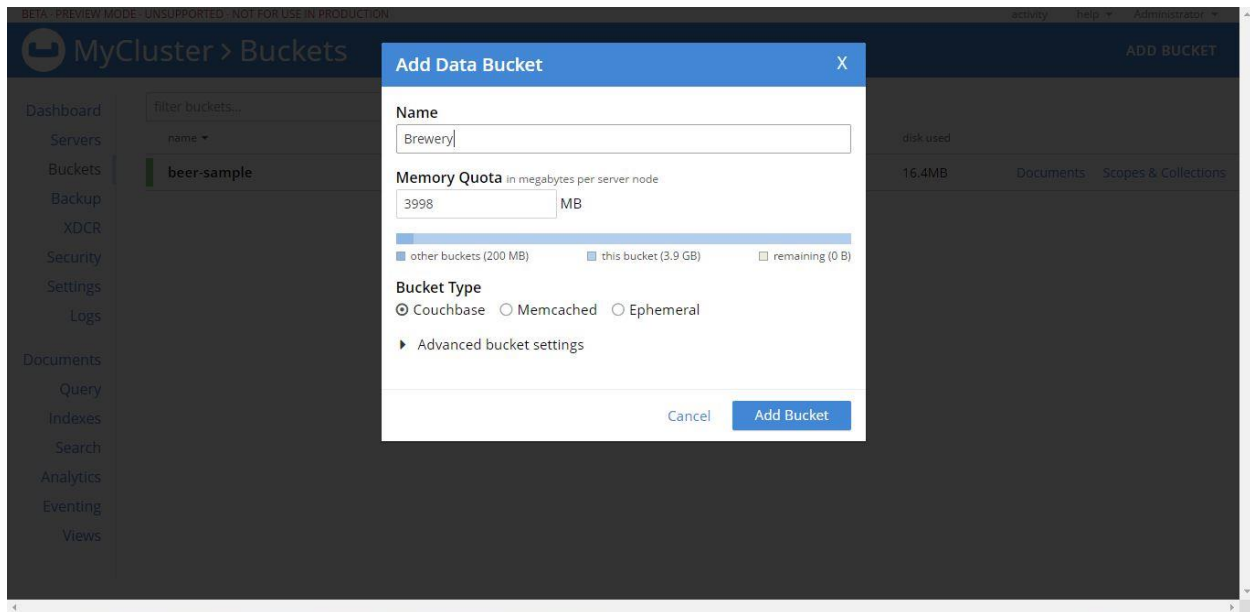 BETA - PREVIEW MODE - UNSUPPORTED - NOT FOR USE IN PRODUCTION activity help Administrator
MyCluster > Buckets ADD BUCKET
Add Data Bucket X
Dashboard
Servers
Buckets
Backup
XDCR
Security
Settings
Logs
Documents
Query
Indexes
Search
Analytics
Eventing
Views
filter buckets...
name disk used
beer-sample 16.4MB Documents Scopes & Collections
Name
Brewery
Memory Quota in megabytes per server node
3998 MB
other buckets (200 MB) this bucket (3.9 GB) remaining (0 B)
Bucket Type
Couchbase Memcached Ephemeral
Advanced bucket settings
Cancel Add Bucket